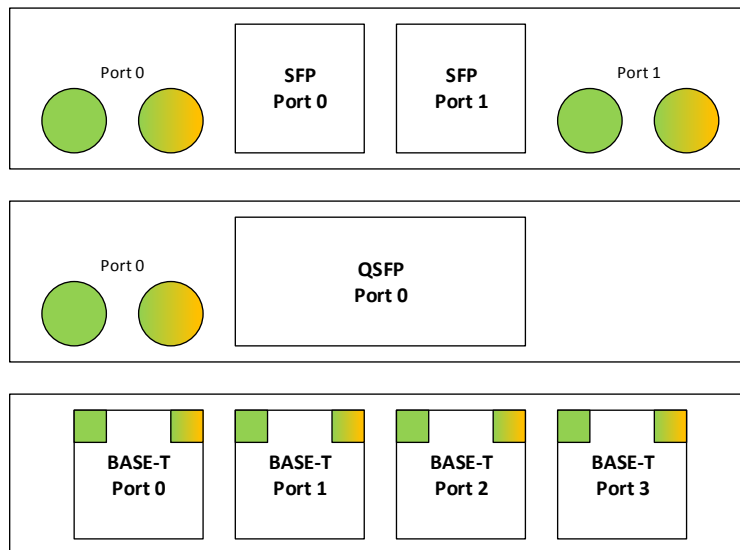 Port 0
SFP
Port 0
SFP
Port 1
Port 1
Port 0
QSFP
Port 0
BASE-T
Port 0
BASE-T
Port 1
BASE-T
Port 2
BASE-T
Port 3